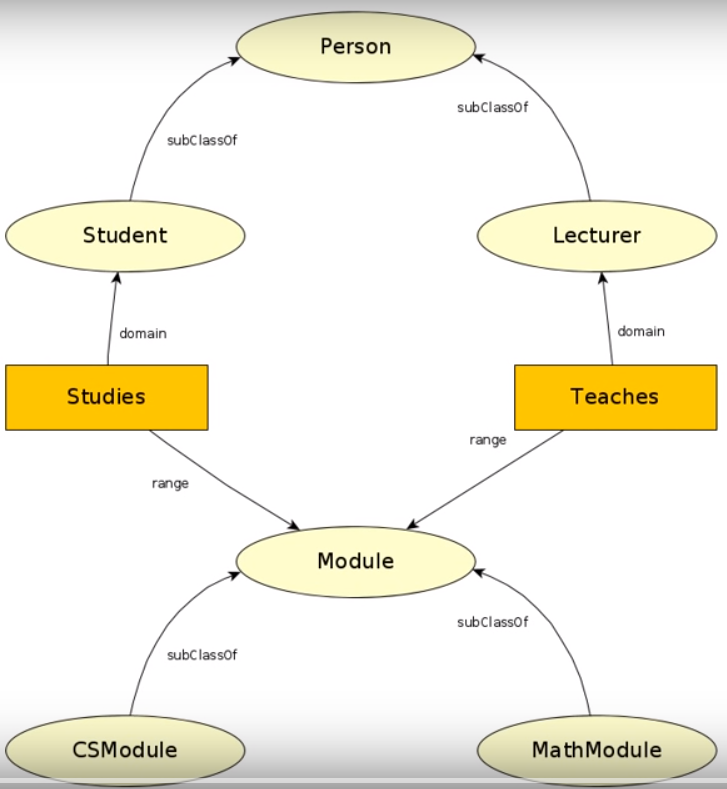 Person
subClassOf
subClassOf
Student
Lecturer
domain
domain
Studies
Teaches
range
range
Module
subClassOf
subClassOf
CSModule
MathModule